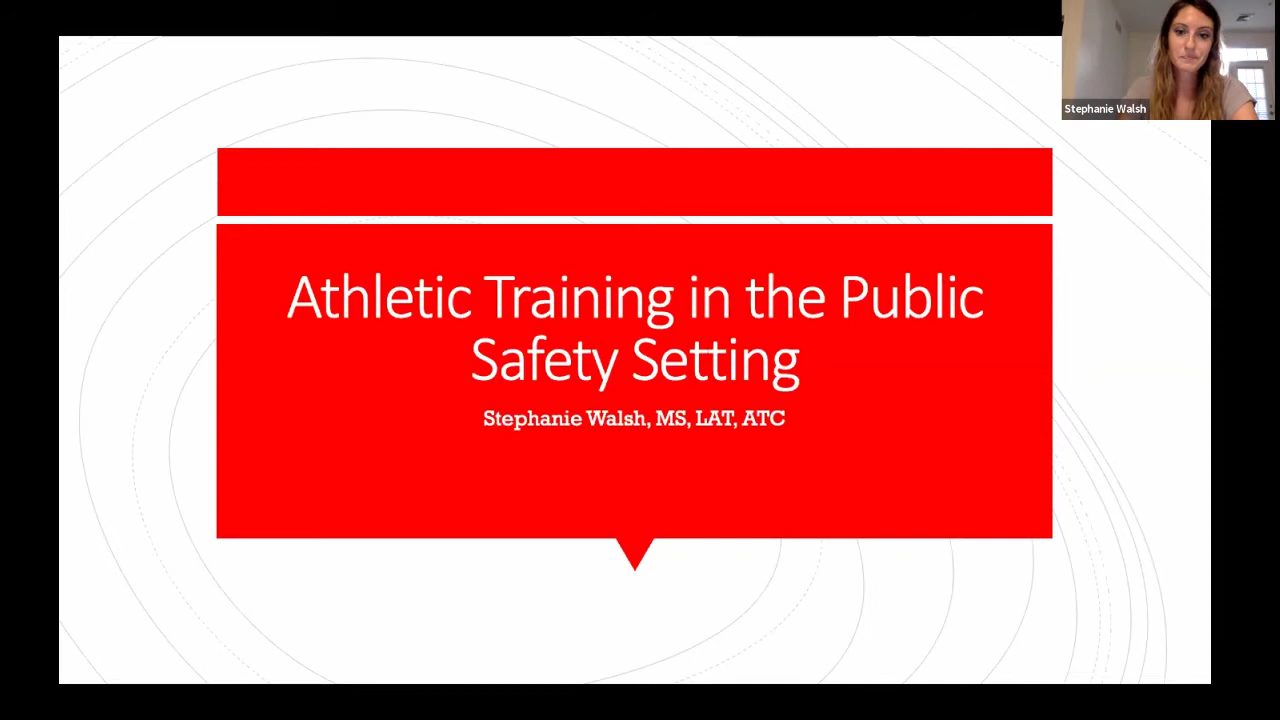 Stephanie Walsh
Athletic Training in the Public
Safety Setting
Stephanie Walsh, MS, LAT, ATC